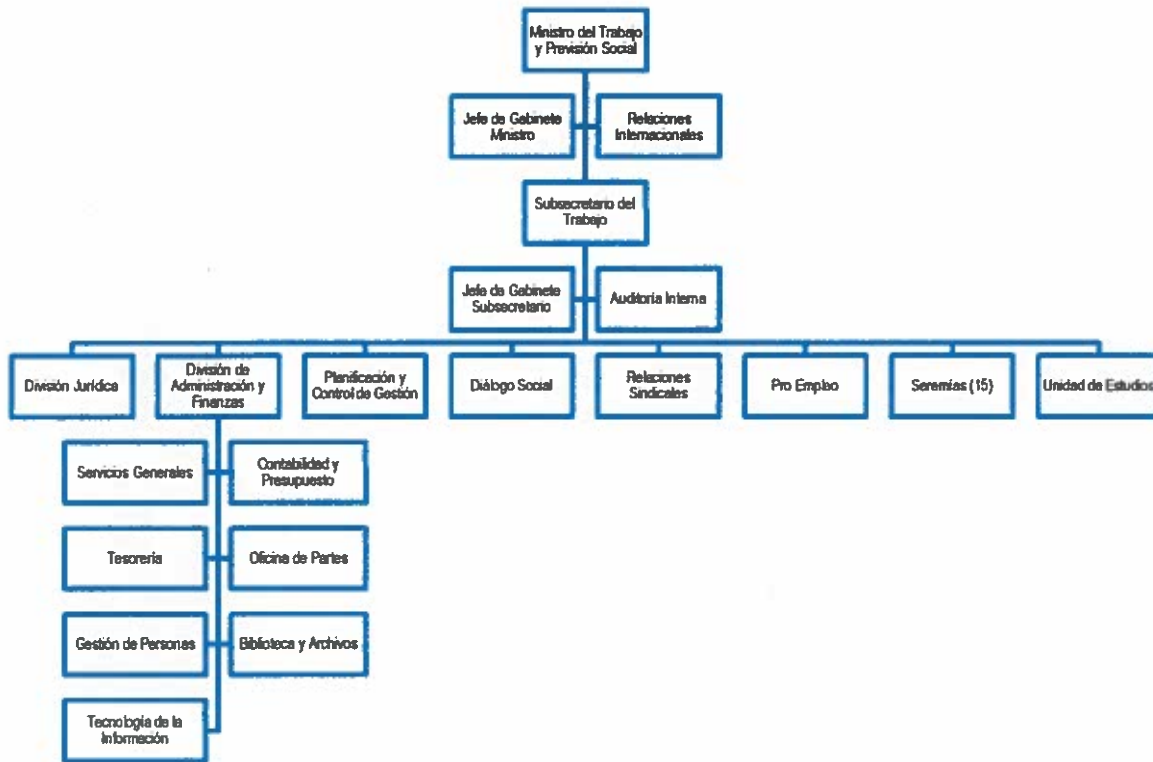 Ministro del Trabajo
y Previsión Social
Jefe de Gabinete
Ministro
Relaciones
Internacionales
Subsecretario del
Trabajo
Jefe de Gabinete
Subsecretario
Auditoría Interna
División Jurídica
División de
Administración y
Finanzas
Planificación y
Control de Gestión
Diálogo Social
Relaciones
Sindicales
Pro Empleo
Seremías (15)
Unidad de Estudios
Servicios Generales
Contabilidad y
Presupuesto
Tesorería
Oficina de Partes
Gestión de Personas
Biblioteca y Archivos
Tecnología de la
Información